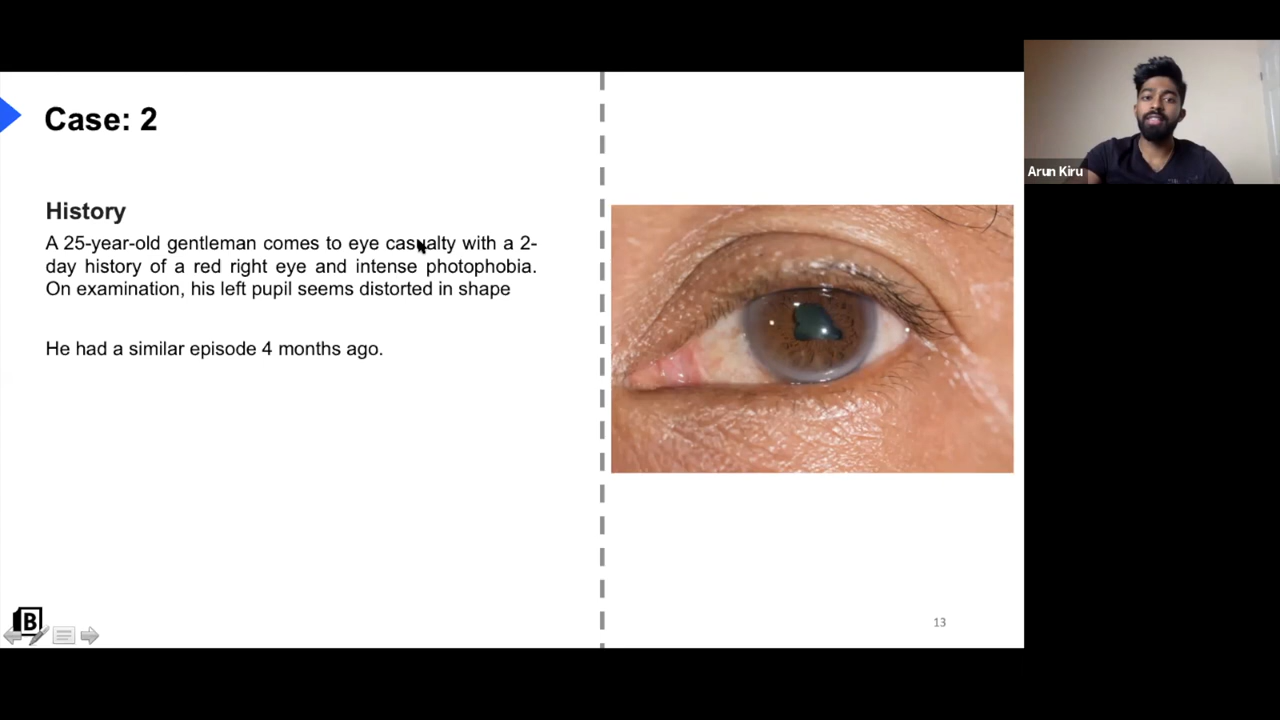 Case: 2
History
A 25-year-old gentleman comes to eye casualty with a 2-
day history of a red right eye and intense photophobia.
On examination, his left pupil seems distorted in shape
He had a similar episode 4 months ago.
B
13
Arun Kiru